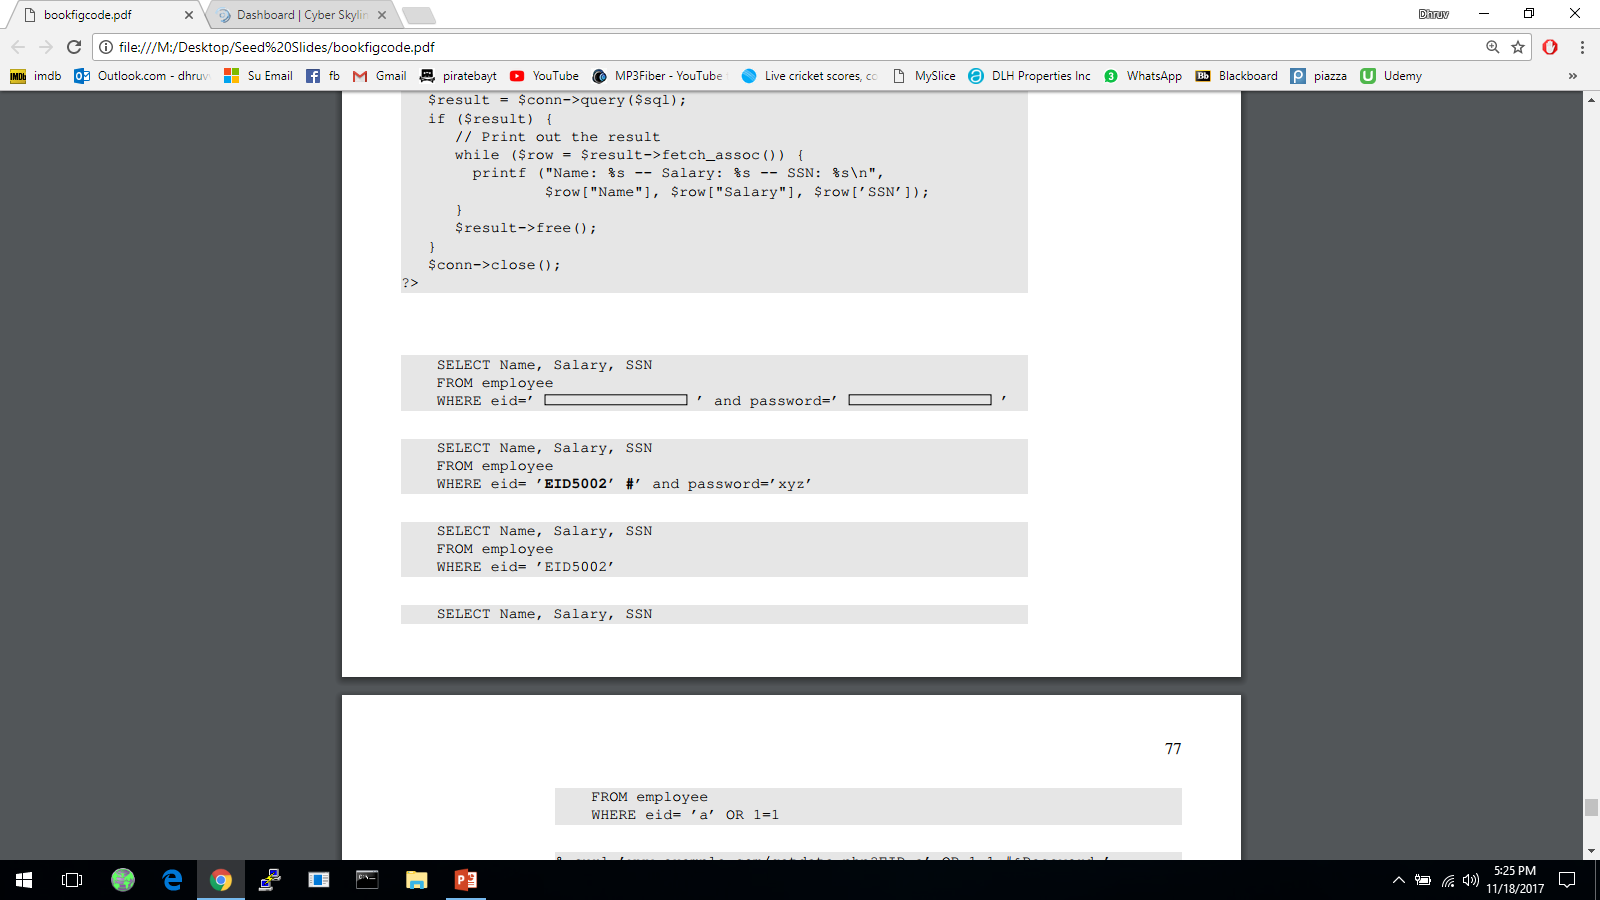 bookfigcode.pdf
Dashboard | Cyber Skylin
Dhruv
file:///M:/Desktop/Seed%20Slides/bookfigcode.pdf
IMDb imdb Outlook.com - dhruv Su Email fb Gmail piratebayt YouTube MP3Fiber - YouTube Live cricket scores, co MySlice DLH Properties Inc 3 WhatsApp Bb Blackboard piazza Udemy »
$result = $conn->query($sql);
if ($result) {
// Print out the result
while ($row = $result->fetch_assoc()) {
printf ("Name: %s -- Salary: %s -- SSN: %s\n",
$row["Name"], $row["Salary"], $row[’SSN’]);
}
$result->free();
}
$conn->close();
?>
SELECT Name, Salary, SSN
FROM employee
WHERE eid=’ ’ and password=’ ’
SELECT Name, Salary, SSN
FROM employee
WHERE eid= ’EID5002’ #’ and password=’xyz’
SELECT Name, Salary, SSN
FROM employee
WHERE eid= ’EID5002’
SELECT Name, Salary, SSN
77
FROM employee
WHERE eid= ’a’ OR 1=1
5:25 PM
11/18/2017